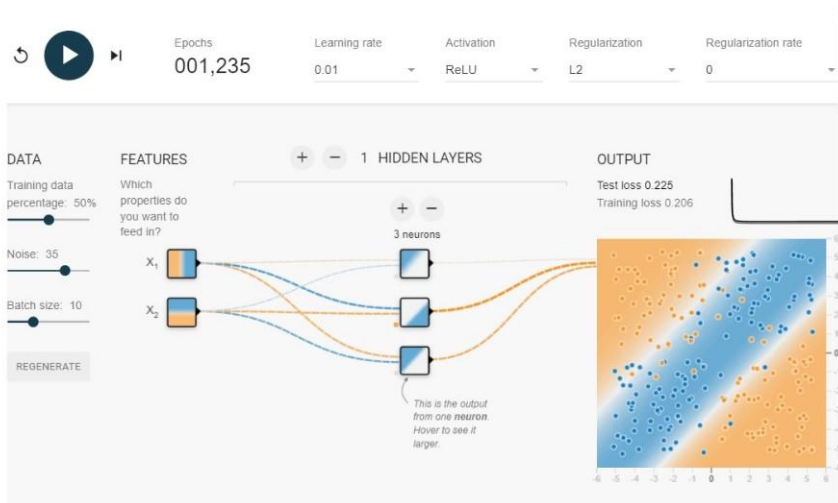 Epochs
001,235
Learning rate
0.01
Activation
ReLU
Regularization
L2
Regularization rate
0
DATA
Training data
percentage: 50%
Noise: 35
Batch size: 10
REGENERATE
FEATURES
Which
properties do
you want to
feed in?
X1
X2
+ − 1 HIDDEN LAYERS
+ −
3 neurons
This is the output
from one neuron.
Hover to see it
larger.
OUTPUT
Test loss 0.225
Training loss 0.206
-6 -5 -4 -3 -2 -1 0 1 2 3 4 5 6